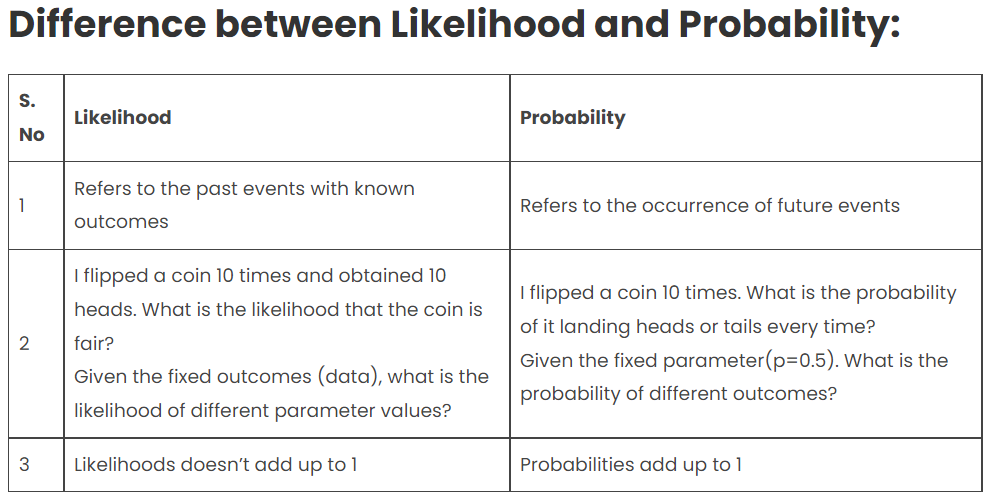 Difference between Likelihood and Probability:
S.
No
Likelihood
Probability
1
Refers to the past events with known
outcomes
Refers to the occurrence of future events
2
I flipped a coin 10 times and obtained 10
heads. What is the likelihood that the coin is
fair?
Given the fixed outcomes (data), what is the
likelihood of different parameter values?
I flipped a coin 10 times. What is the probability
of it landing heads or tails every time?
Given the fixed parameter(p=0.5). What is the
probability of different outcomes?
3
Likelihoods doesn’t add up to 1
Probabilities add up to 1